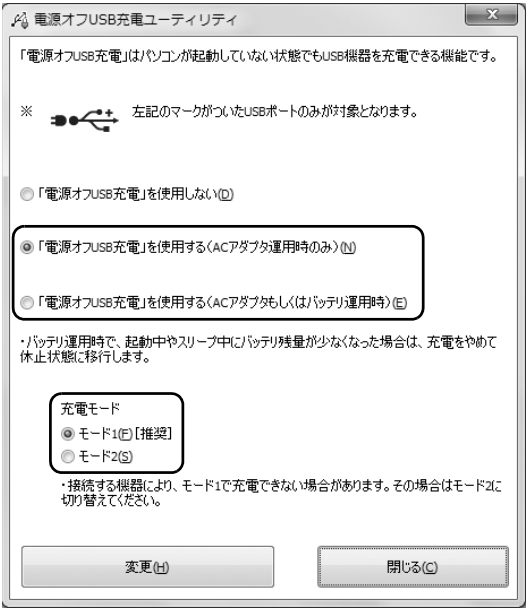 電源オフUSB充電ユーティリティ
「電源オフUSB充電」はパソコンが起動していない状態でもUSB機器を充電できる機能です。
※ 左記のマークがついたUSBポートのみが対象となります。
「電源オフUSB充電」を使用しない(D)
「電源オフUSB充電」を使用する(ACアダプタ運用時のみ)(N)
「電源オフUSB充電」を使用する(ACアダプタもしくはバッテリ運用時)(E)
・バッテリ運用時で、起動中やスリープ中にバッテリ残量が少なくなった場合は、充電をやめて
休止状態に移行します。
充電モード
モード1(F)[推奨]
モード2(S)
・接続する機器により、モード1で充電できない場合があります。その場合はモード2に
切り替えてください。
変更(H) 閉じる(C)